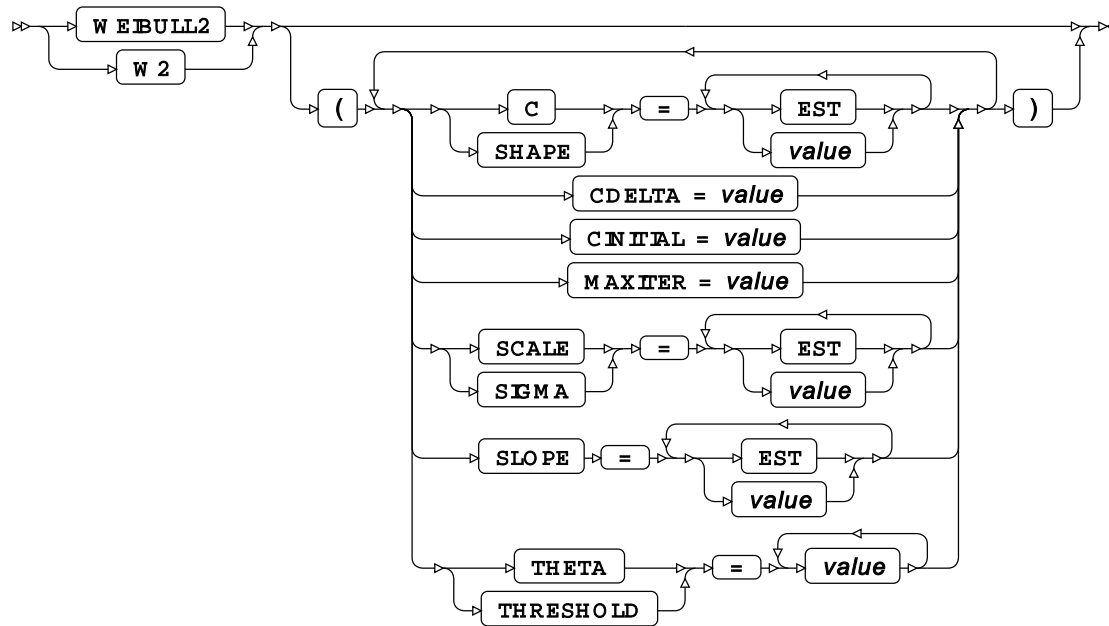 WEIBULL2
W2
( C = EST )
SHAPE value
CDELTA = value
CINITIAL = value
MAXITER = value
SCALE = EST
SIGMA value
SLOPE = EST
value
THETA = value
THRESHOLD